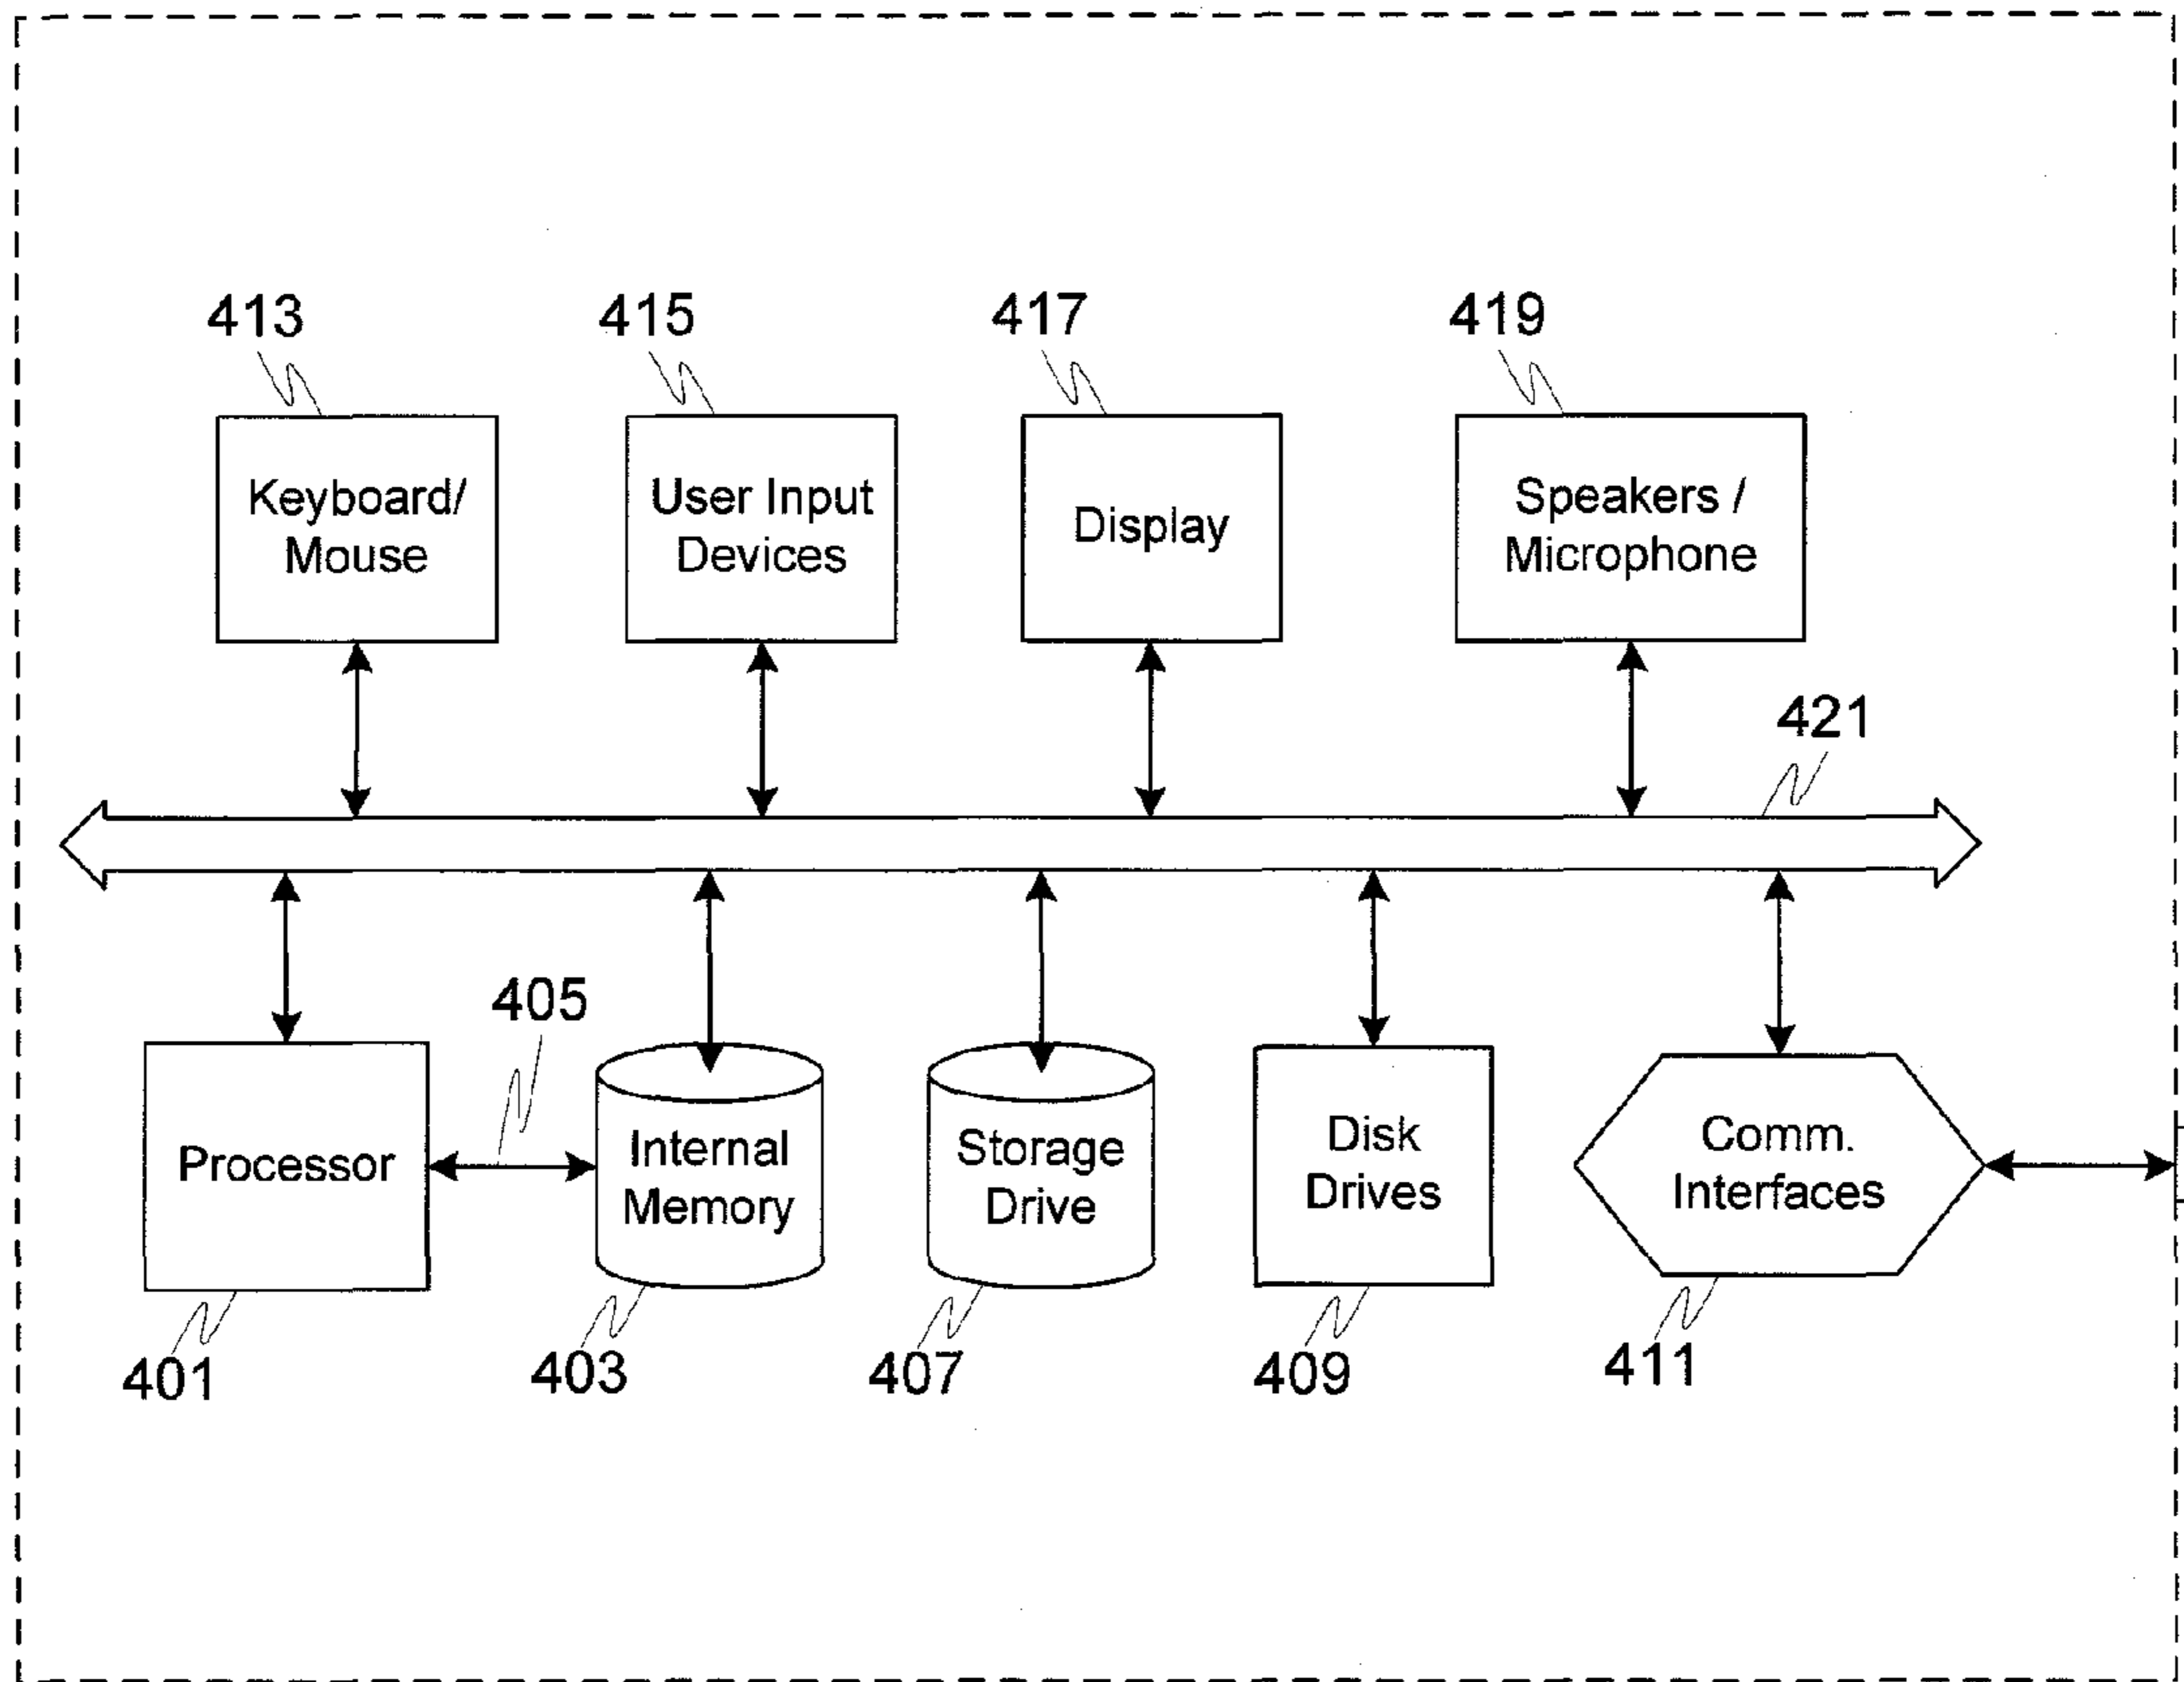 413
415
417
419
Keyboard/
Mouse
User Input
Devices
Display
Speakers /
Microphone
421
405
Processor
Internal
Memory
Storage
Drive
Disk
Drives
Comm.
Interfaces
401
403
407
409
411